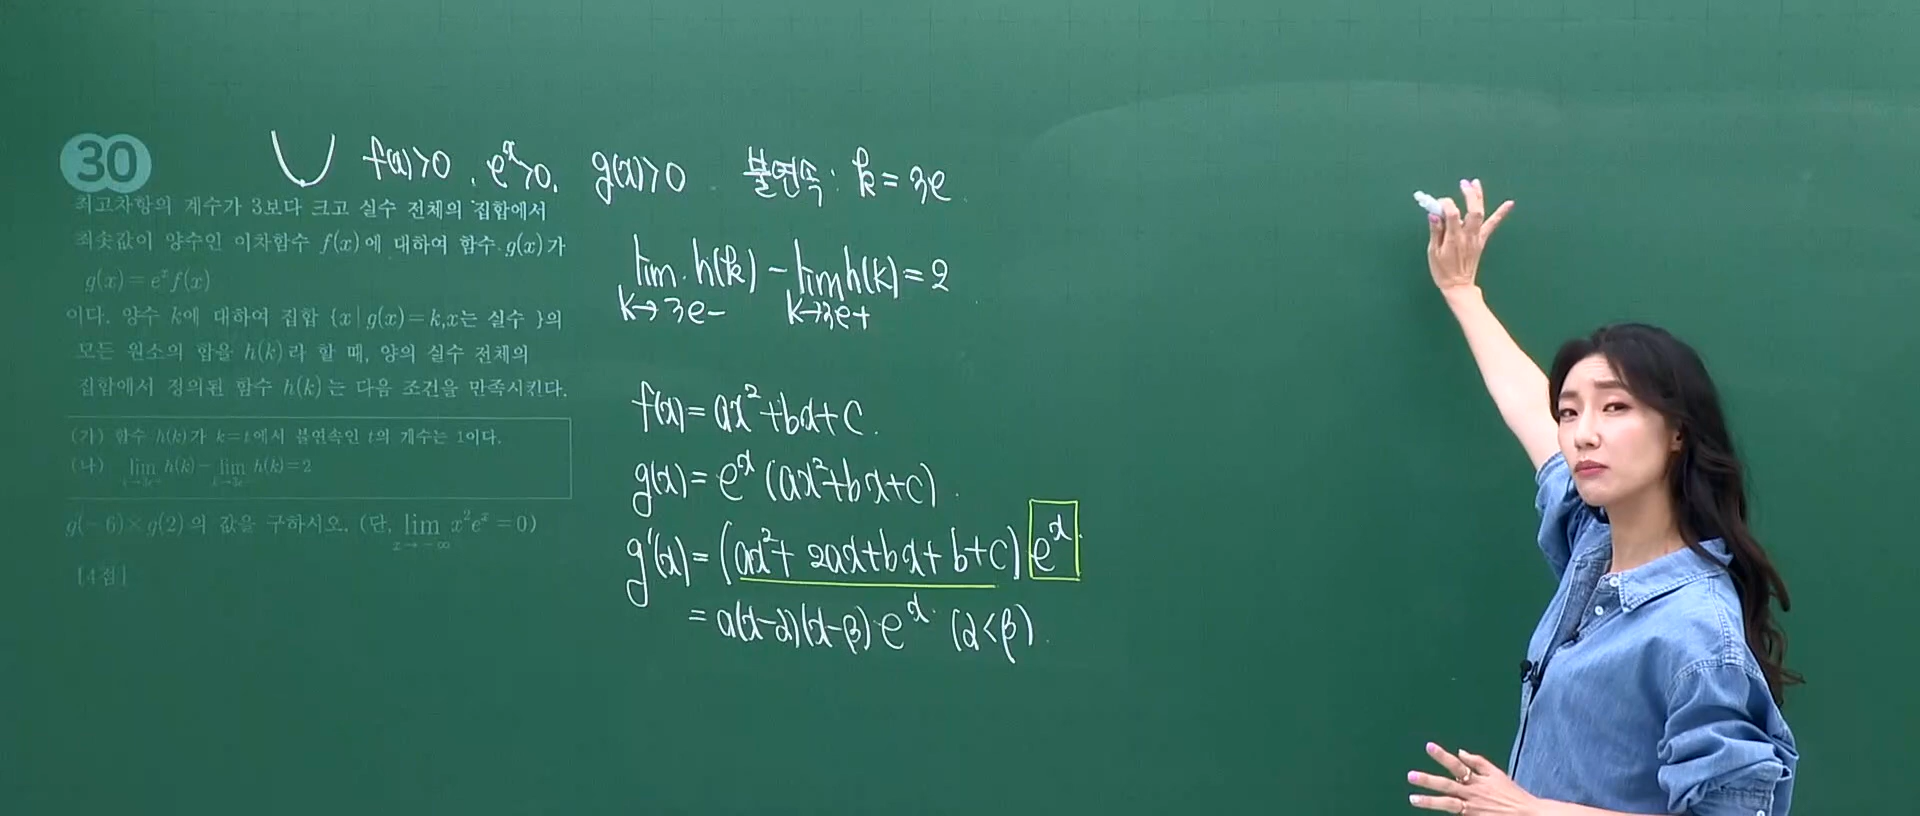 30
최고차항의 계수가 3보다 크고 실수 전체의 집합에서
최솟값이 양수인 이차함수 f(x)에 대하여 함수 g(x)가
g(x)=eˣf(x)
이다. 양수 k에 대하여 집합 {x|g(x)=k,x는 실수 }의
모든 원소의 합을 h(k)라 할 때, 양의 실수 전체의
집합에서 정의된 함수 h(k)는 다음 조건을 만족시킨다.
(가) 함수 h(k)가 k=t에서 불연속인 t의 개수는 1이다.
(나) lim h(k)- lim h(k)=2
g(-6)×g(2)의 값을 구하시오. (단, lim x²eˣ=0)
x→-∞
[4점]
f(x)>0 . eˣ>0. g(x)>0 불연속: k=3e
lim h(k) - lim h(k)=2
k→3e- k→3e+
f(x)=ax²+bx+c.
g(x)=eˣ(ax²+bx+c).
g'(x)=(ax²+2ax+bx+b+c)eˣ.
=a(x-α)(x-β)eˣ. (α<β).